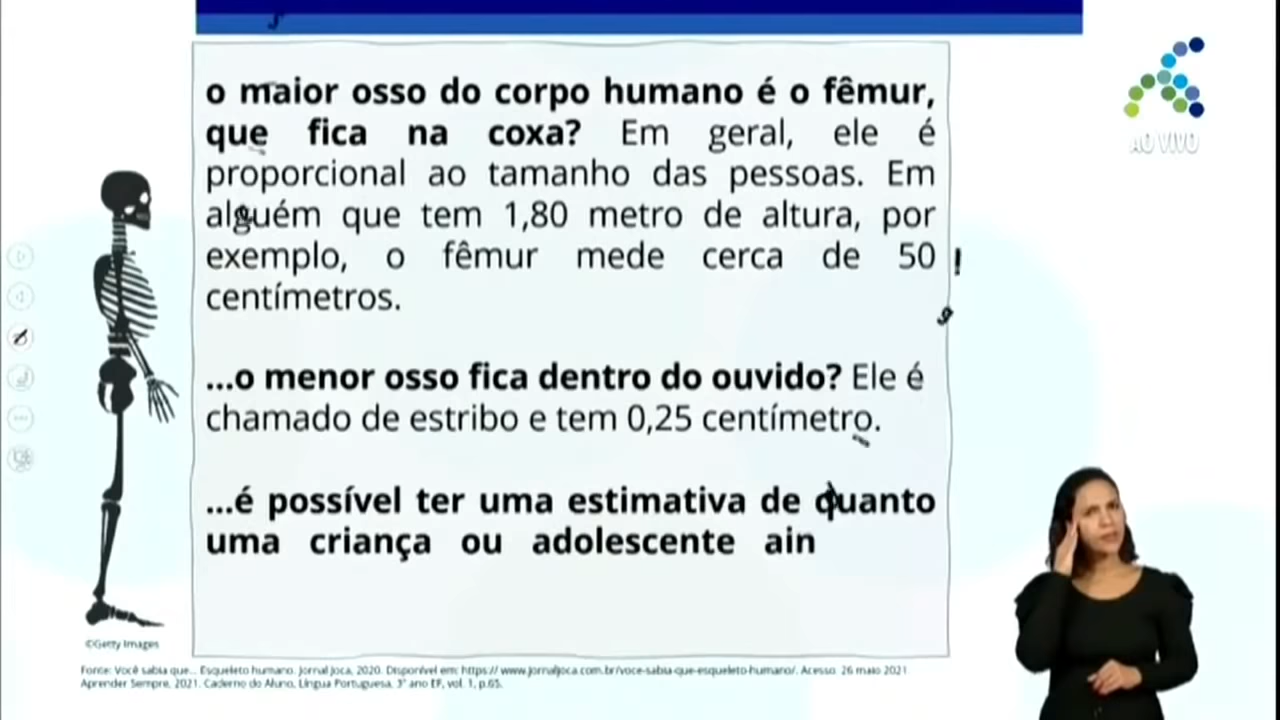 o maior osso do corpo humano é o fêmur,
que fica na coxa? Em geral, ele é
proporcional ao tamanho das pessoas. Em
alguém que tem 1,80 metro de altura, por
exemplo, o fêmur mede cerca de 50
centímetros.
...o menor osso fica dentro do ouvido? Ele é
chamado de estribo e tem 0,25 centímetro.
...é possível ter uma estimativa de quanto
uma criança ou adolescente ain
AO VIVO
©Getty Images
Fonte: Você sabia que... Esqueleto humano. Jornal Joca, 2020. Disponível em: https:// www.jornaljoca.com.br/voce-sabia-que-esqueleto-humano/. Acesso: 26 maio 2021
Aprender Sempre, 2021. Caderno do Aluno, Língua Portuguesa, 3° ano EF, vol. 1, p.65.